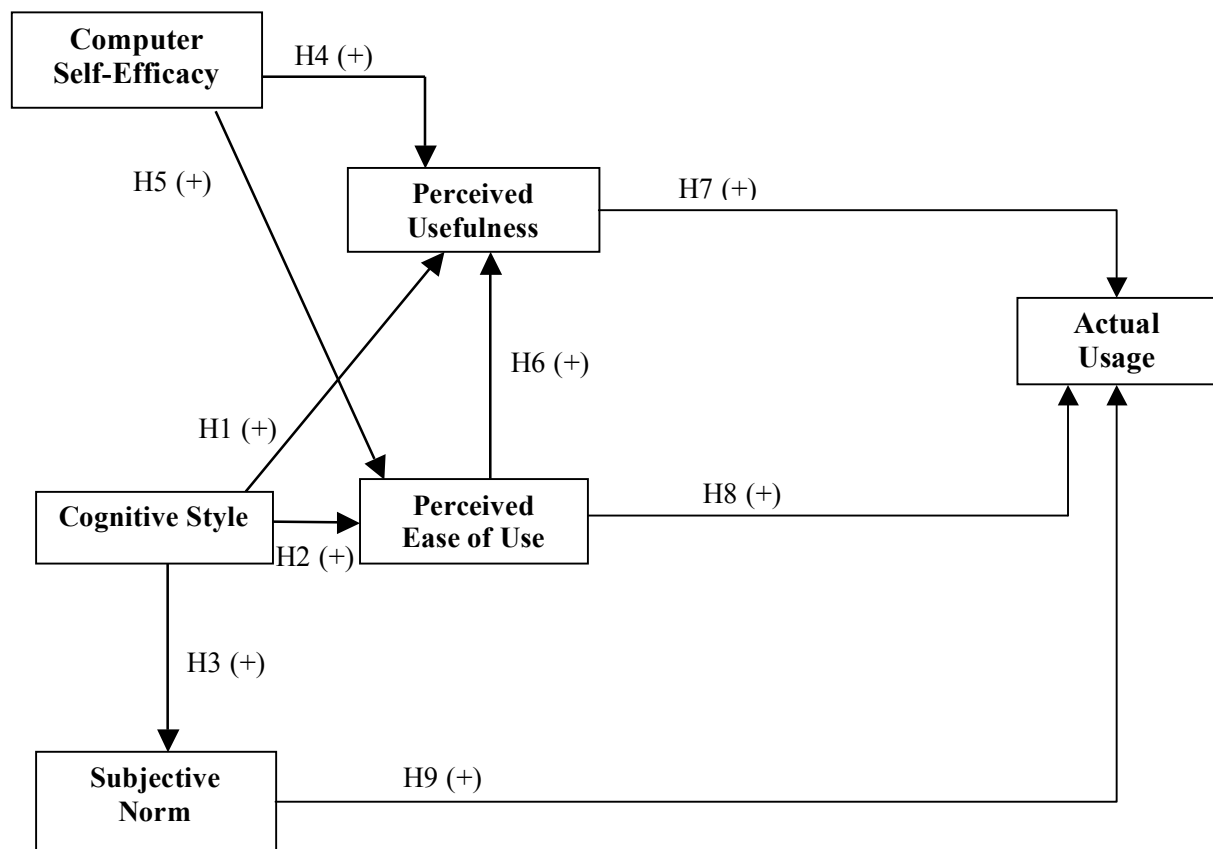 Computer
Self-Efficacy
H4 (+)
H5 (+)
Perceived
Usefulness
H7 (+)
Actual
Usage
H6 (+)
H1 (+)
Cognitive Style
H2 (+)
Perceived
Ease of Use
H8 (+)
H3 (+)
Subjective
Norm
H9 (+)